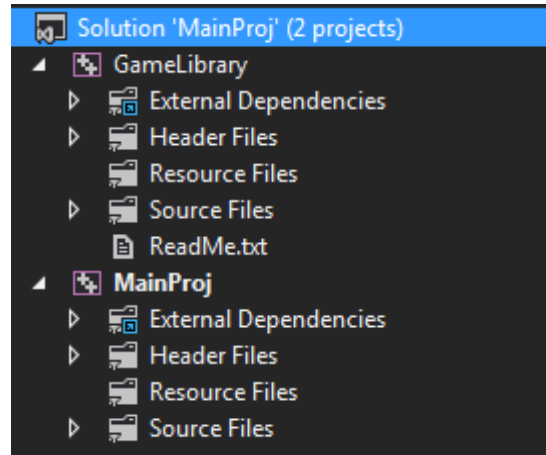 Solution 'MainProj' (2 projects)
GameLibrary
External Dependencies
Header Files
Resource Files
Source Files
ReadMe.txt
MainProj
External Dependencies
Header Files
Resource Files
Source Files